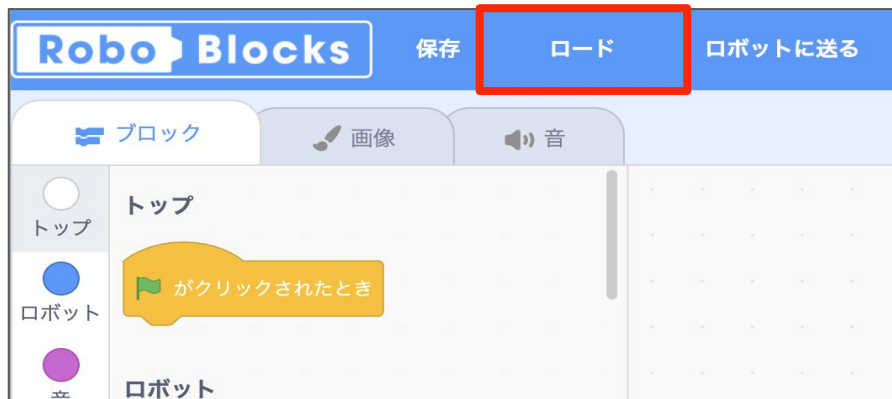 Robo Blocks 保存 ロード ロボットに送る
ブロック 画像 音
トップ
トップ
がクリックされたとき
ロボット
音
ロボット